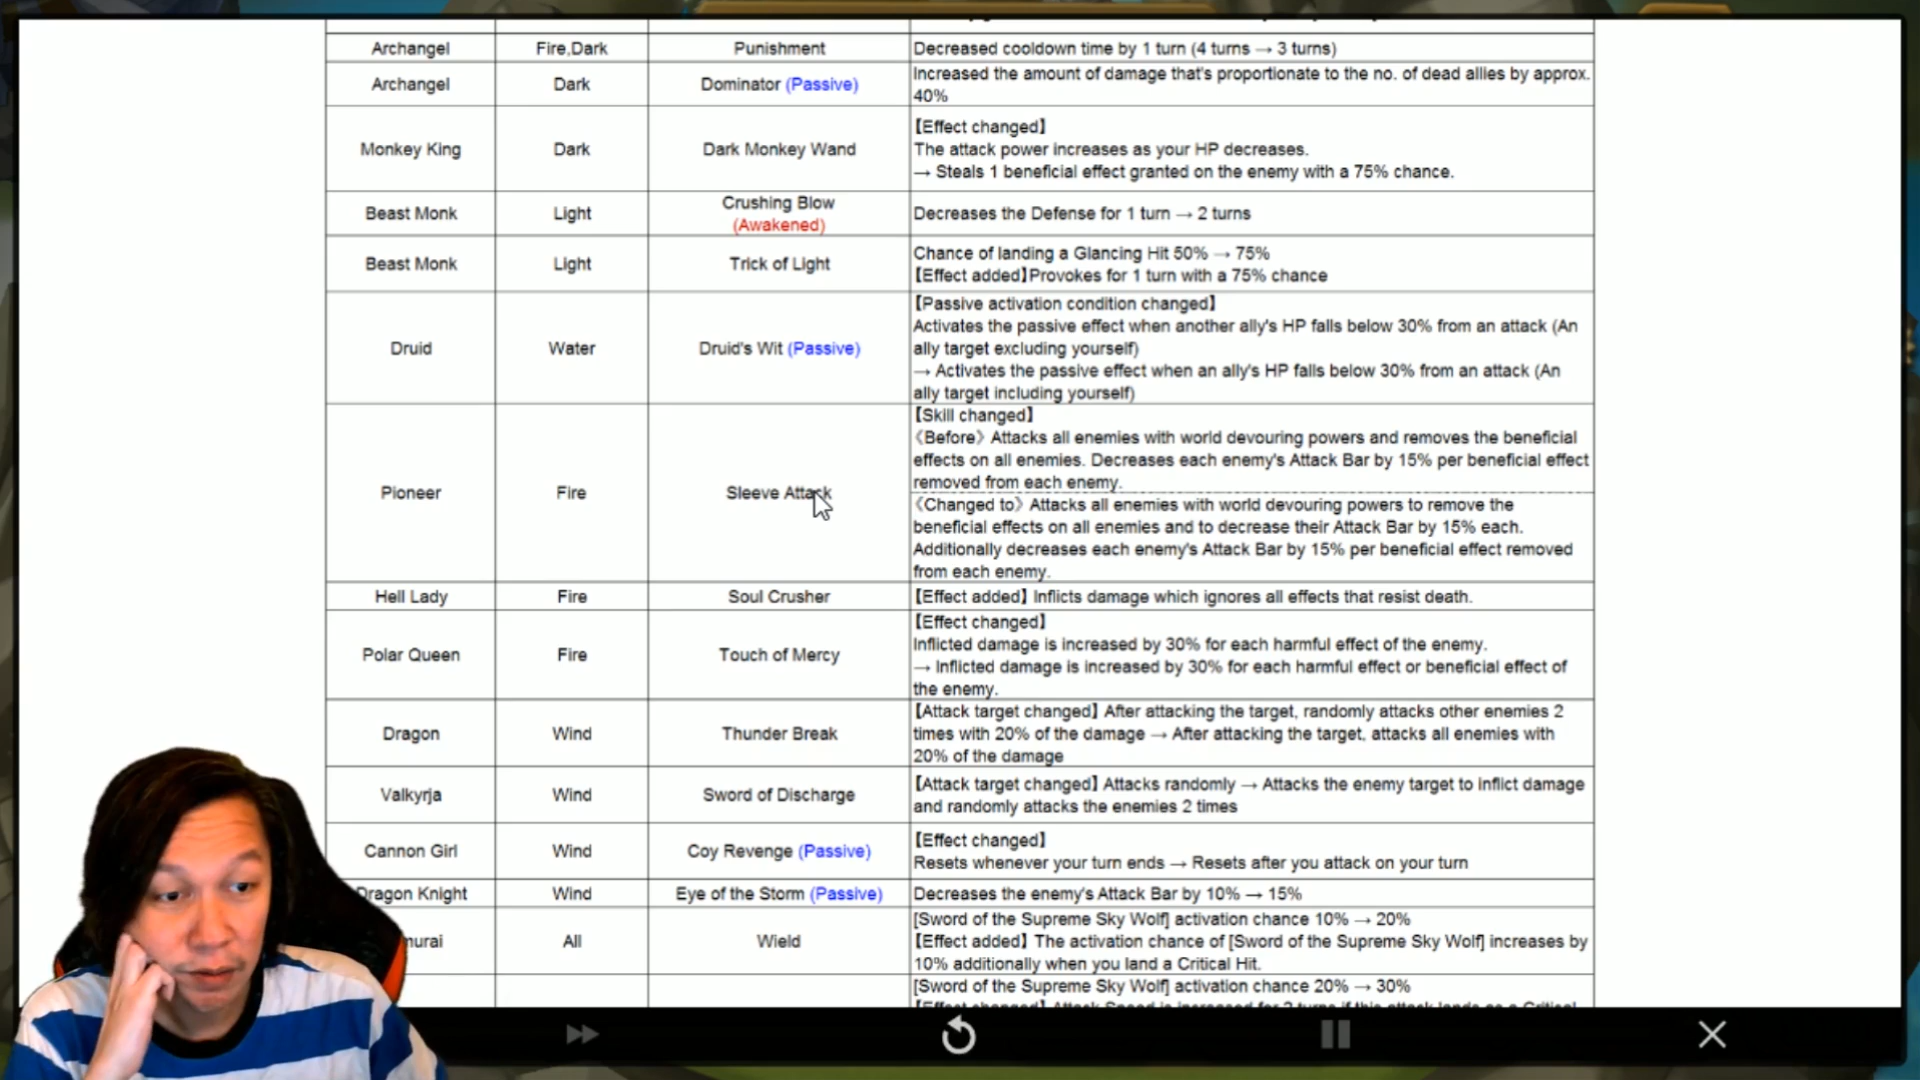 Archangel Fire,Dark Punishment Decreased cooldown time by 1 turn (4 turns → 3 turns)
Archangel Dark Dominator (Passive) Increased the amount of damage that's proportionate to the no. of dead allies by approx.
40%
Monkey King Dark Dark Monkey Wand 【Effect changed】
The attack power increases as your HP decreases.
→ Steals 1 beneficial effect granted on the enemy with a 75% chance.
Beast Monk Light Crushing Blow
(Awakened) Decreases the Defense for 1 turn → 2 turns
Beast Monk Light Trick of Light Chance of landing a Glancing Hit 50% → 75%
【Effect added】Provokes for 1 turn with a 75% chance
Druid Water Druid's Wit (Passive) 【Passive activation condition changed】
Activates the passive effect when another ally's HP falls below 30% from an attack (An
ally target excluding yourself)
→ Activates the passive effect when an ally's HP falls below 30% from an attack (An
ally target including yourself)
Pioneer Fire Sleeve Attack 【Skill changed】
《Before》 Attacks all enemies with world devouring powers and removes the beneficial
effects on all enemies. Decreases each enemy's Attack Bar by 15% per beneficial effect
removed from each enemy.
《Changed to》 Attacks all enemies with world devouring powers to remove the
beneficial effects on all enemies and to decrease their Attack Bar by 15% each.
Additionally decreases each enemy's Attack Bar by 15% per beneficial effect removed
from each enemy.
Hell Lady Fire Soul Crusher 【Effect added】 Inflicts damage which ignores all effects that resist death.
Polar Queen Fire Touch of Mercy 【Effect changed】
Inflicted damage is increased by 30% for each harmful effect of the enemy.
→ Inflicted damage is increased by 30% for each harmful effect or beneficial effect of
the enemy.
Dragon Wind Thunder Break 【Attack target changed】 After attacking the target, randomly attacks other enemies 2
times with 20% of the damage → After attacking the target, attacks all enemies with
20% of the damage
Valkyrja Wind Sword of Discharge 【Attack target changed】 Attacks randomly → Attacks the enemy target to inflict damage
and randomly attacks the enemies 2 times
Cannon Girl Wind Coy Revenge (Passive) 【Effect changed】
Resets whenever your turn ends → Resets after you attack on your turn
Dragon Knight Wind Eye of the Storm (Passive) Decreases the enemy's Attack Bar by 10% → 15%
murai All Wield [Sword of the Supreme Sky Wolf] activation chance 10% → 20%
【Effect added】 The activation chance of [Sword of the Supreme Sky Wolf] increases by
10% additionally when you land a Critical Hit.
[Sword of the Supreme Sky Wolf] activation chance 20% → 30%